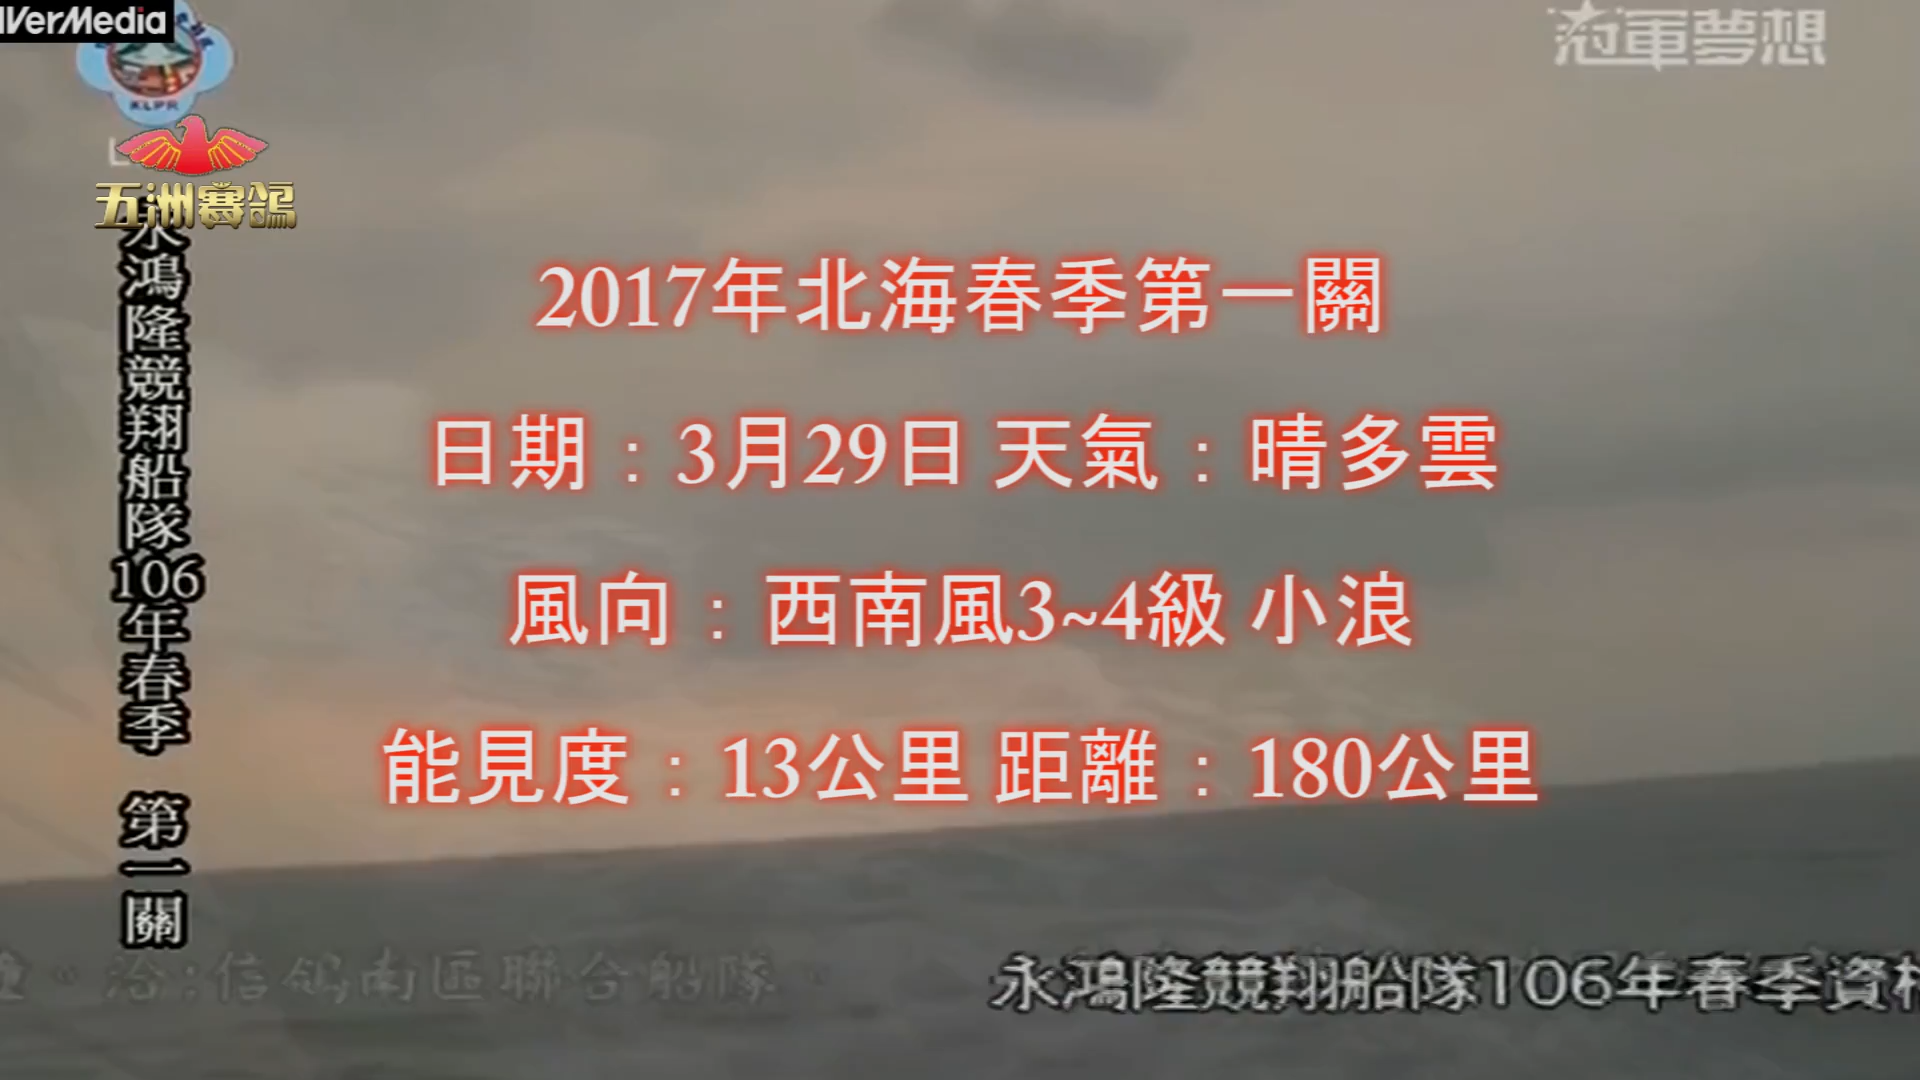 VerMedia
冠軍夢想
KLPR
五洲賽鴿
永鴻隆競翔船隊106年春季 第一關
2017年北海春季第一關
日期：3月29日 天氣：晴多雲
風向：西南風3~4級 小浪
能見度：13公里 距離：180公里
洽:信鴿南區聯合船隊。
永鴻隆競翔船隊106年春季資